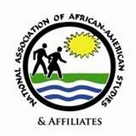 NATIONAL ASSOCIATION OF AFRICAN-AMERICAN STUDIES
& AFFILIATES